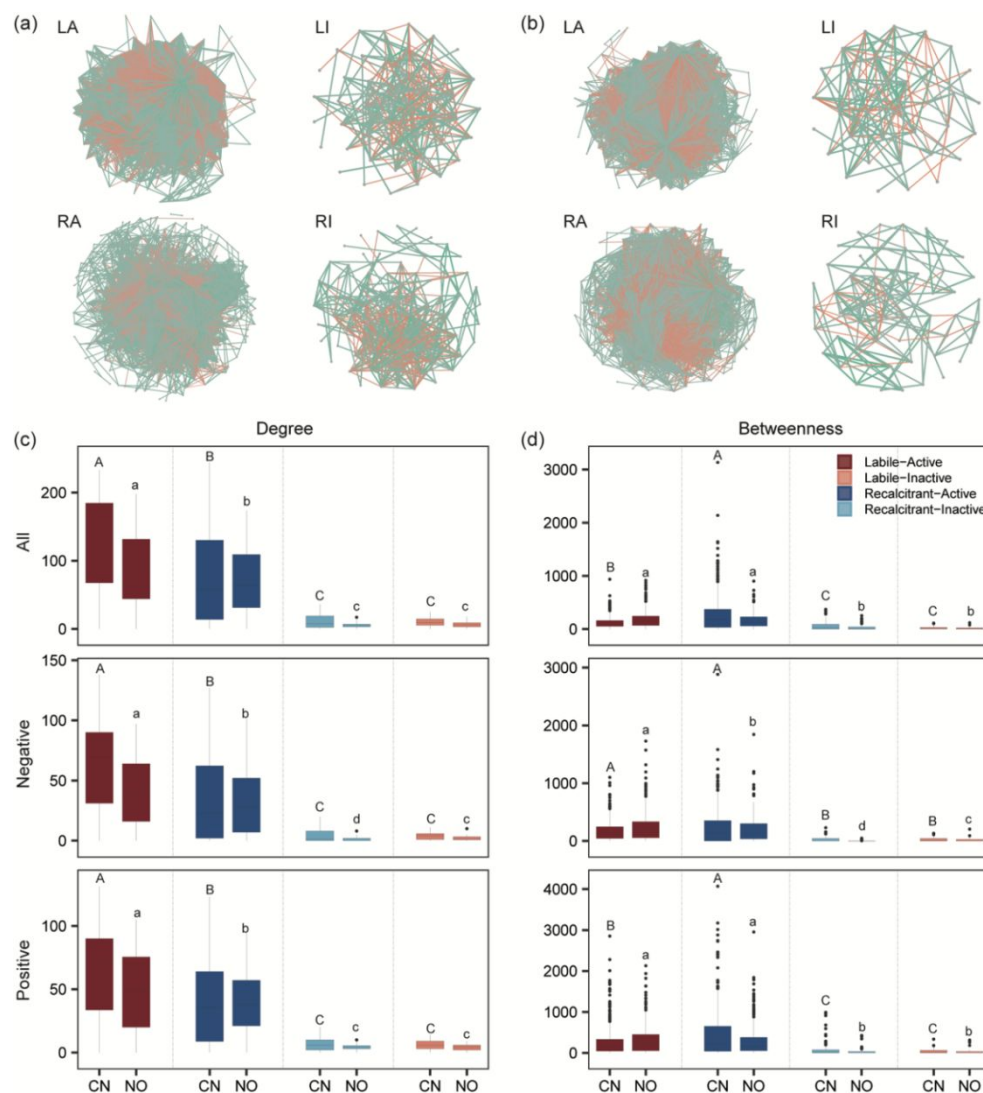 (a) LA LI (b) LA LI
RA RI RA RI
(c) Degree (d) Betweenness
Labile-Active
Labile-Inactive
Recalcitrant-Active
Recalcitrant-Inactive
All
200
100
0
A a B b C c C c
3000
2000
1000
0
B a A a C b C b
Negative
150
100
50
0
A a B b C d C c
3000
2000
1000
0
A a A b B d B c
Positive
100
50
0
A a B b C c C c
4000
3000
2000
1000
0
B a A a C b C b
CN NO CN NO CN NO CN NO CN NO CN NO CN NO CN NO